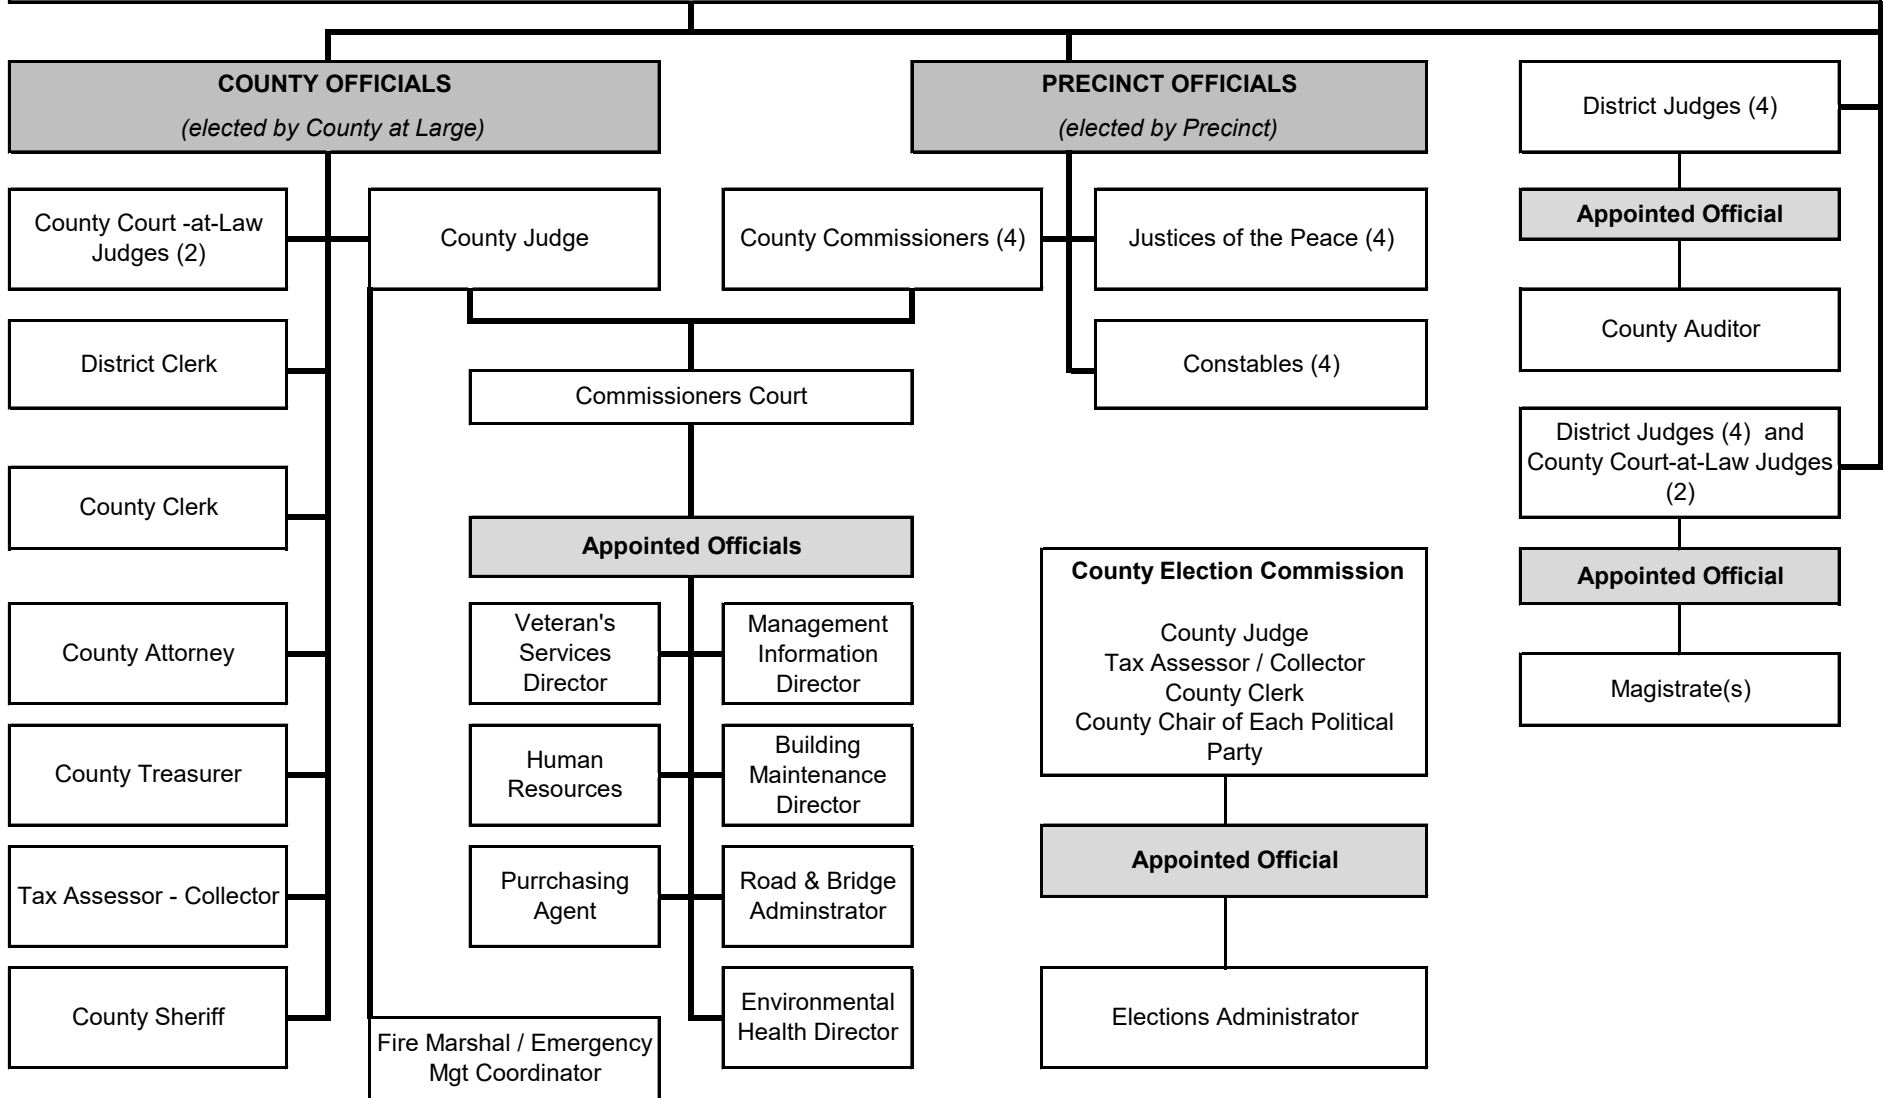 COUNTY OFFICIALS
(elected by County at Large)
PRECINCT OFFICIALS
(elected by Precinct)
District Judges (4)
County Court -at-Law
Judges (2)
County Judge
County Commissioners (4)
Justices of the Peace (4)
Appointed Official
County Auditor
District Clerk
Commissioners Court
Constables (4)
District Judges (4)  and
County Court-at-Law Judges
(2)
County Clerk
Appointed Officials
County Election Commission
County Judge
Tax Assessor / Collector
County Clerk
County Chair of Each Political
Party
Appointed Official
Magistrate(s)
County Attorney
Veteran's
Services
Director
Management
Information
Director
County Treasurer
Human
Resources
Building
Maintenance
Director
Appointed Official
Tax Assessor - Collector
Purrchasing
Agent
Road & Bridge
Adminstrator
County Sheriff
Environmental
Health Director
Elections Administrator
Fire Marshal / Emergency
Mgt Coordinator